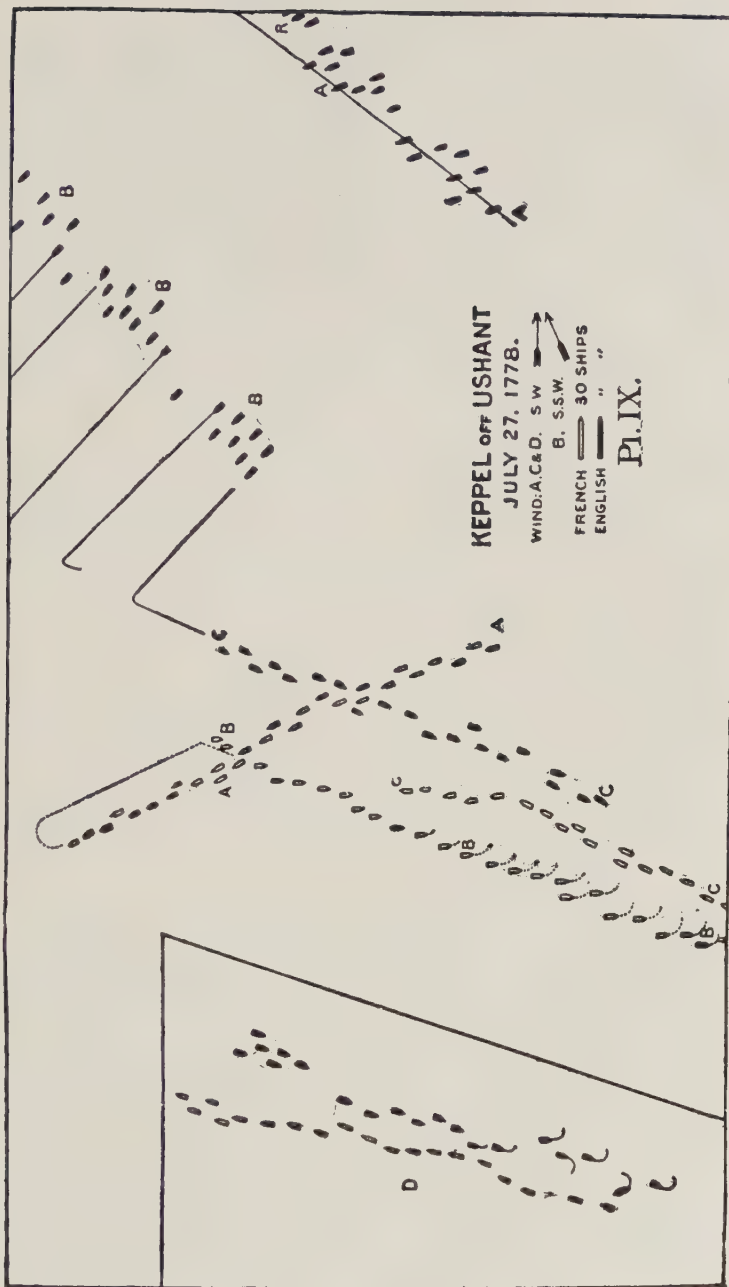 KEPPEL OFF USHANT
JULY 27. 1778.
WIND: A.C&D. S W
B. S.S.W.
FRENCH 30 SHIPS
ENGLISH " "
Pl. IX.
R
A
A
B
B
B
C
A
B
A
C
B
C
C
B
D